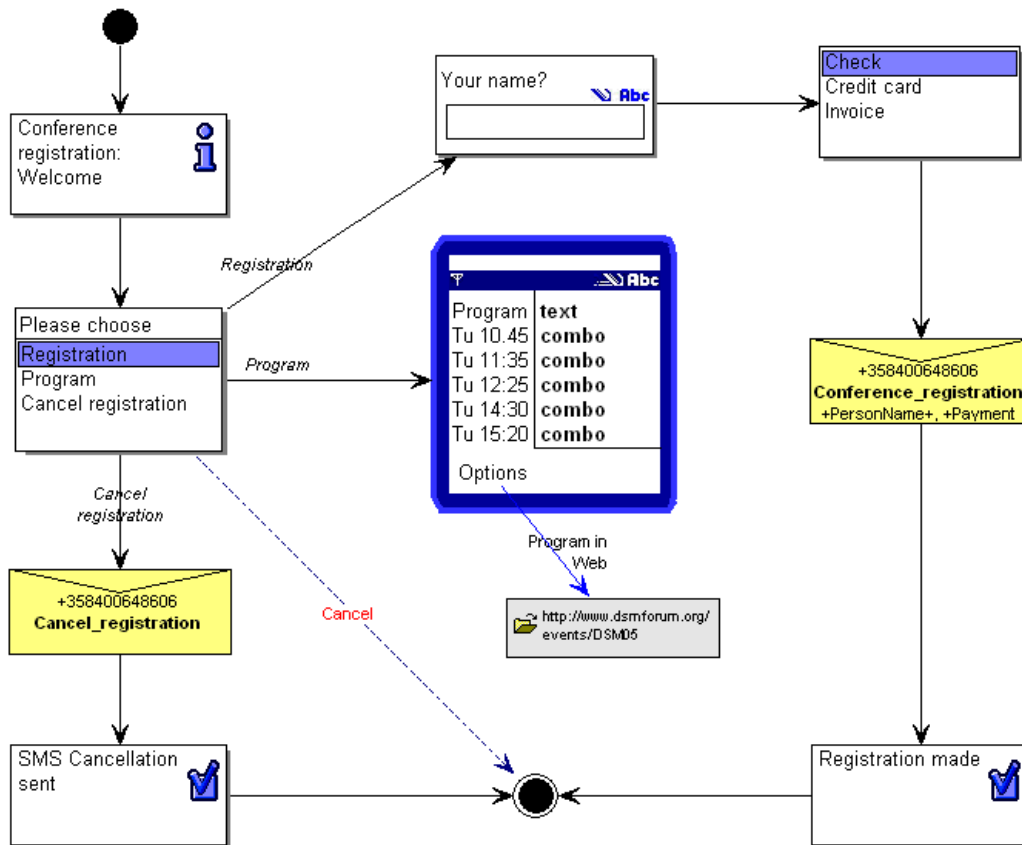 Conference
registration:
Welcome
Your name?
Abc
Check
Credit card
Invoice
Registration
Please choose
Registration
Program
Cancel registration
Program
Abc
Program text
Tu 10.45 combo
Tu 11:35 combo
Tu 12:25 combo
Tu 14:30 combo
Tu 15:20 combo
Options
+358400648606
Conference_registration
+PersonName+, +Payment
Cancel
registration
Program in
Web
+358400648606
Cancel_registration
Cancel
http://www.dsmforum.org/
events/DSM05
SMS Cancellation
sent
Registration made